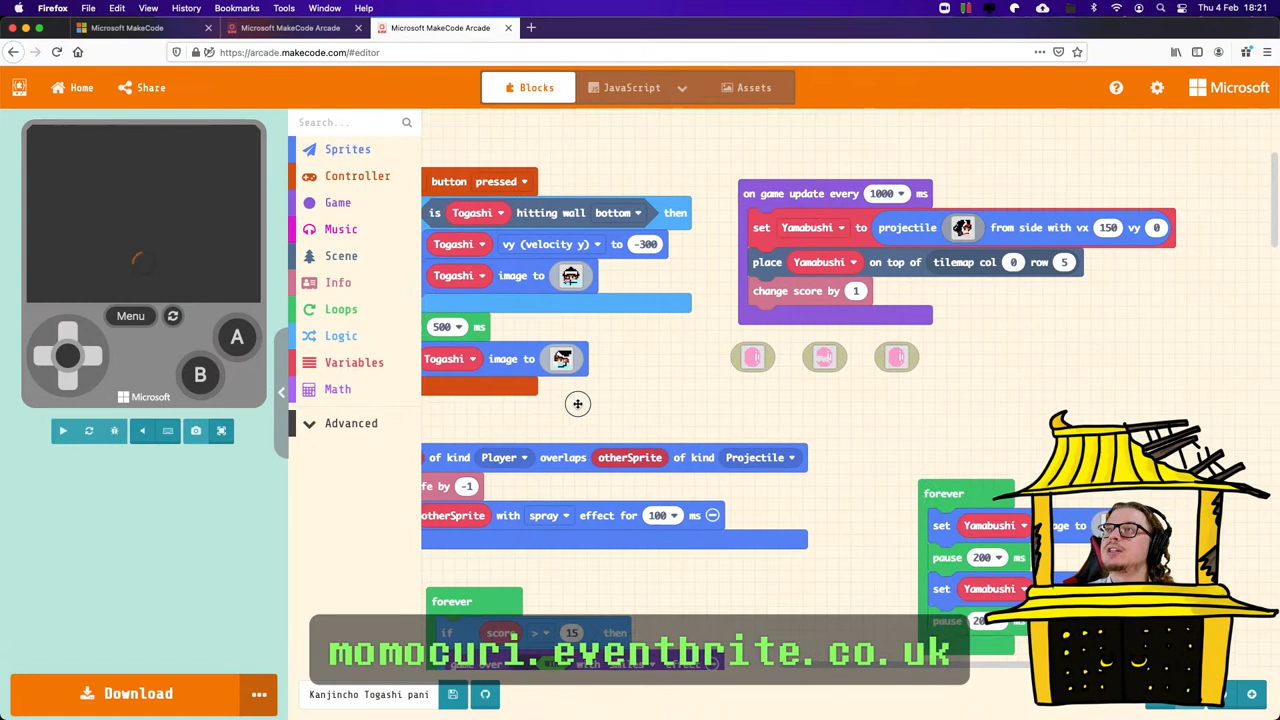 Firefox File Edit View History Bookmarks Tools Window Help
Thu 4 Feb 18:21
Microsoft MakeCode
Microsoft MakeCode Arcade
Microsoft MakeCode Arcade
https://arcade.makecode.com/#editor
Home
Share
Blocks
JavaScript
Assets
Microsoft
Search...
Sprites
Controller
Game
Music
Scene
Info
Loops
Logic
Variables
Math
Advanced
Menu
A
B
Microsoft
button pressed
is Togashi hitting wall bottom then
Togashi vy (velocity y) to -300
Togashi image to
500 ms
Togashi image to
on game update every 1000 ms
set Yamabushi to projectile from side with vx 150 vy 0
place Yamabushi on top of tilemap col 0 row 5
change score by 1
of kind Player overlaps otherSprite of kind Projectile
fe by -1
otherSprite with spray effect for 100 ms
forever
set Yamabushi
pause 200 ms
set Yamabushi
pause
forever
if score > 15 then
momocuri.eventbrite.co.uk
Download
Kanjincho Togashi pani